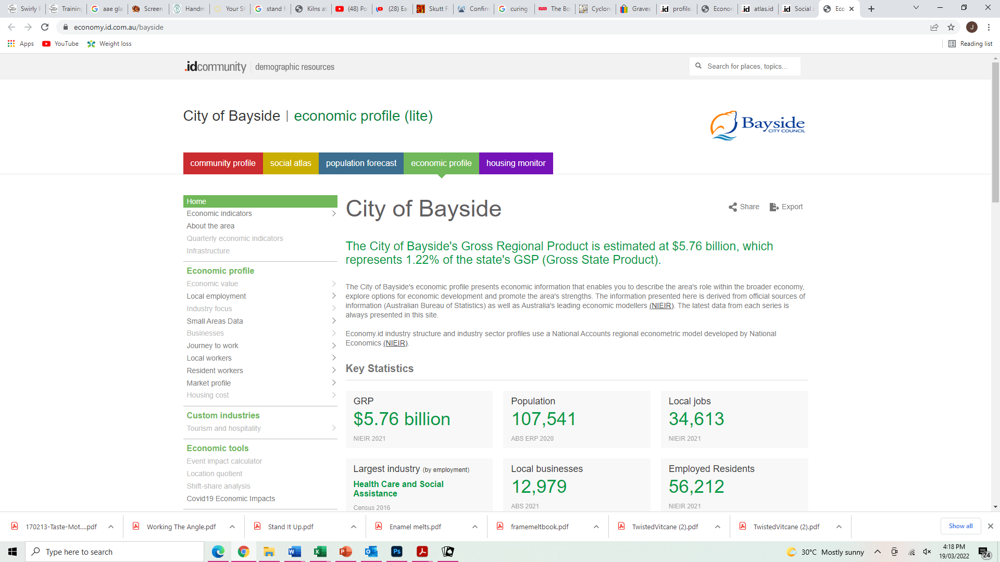 Swirly
Training
aae gla
Screen
Handm
Your S
stand f
Kilns at
(48) Po
(28) Ea
Skutt F
Confirm
curing
The Bo
Cyclon
Graves
profile.
Econor
atlas.id
Social a
Eco
economy.id.com.au/bayside
J
Apps
YouTube
Weight loss
Reading list
.idcommunity demographic resources
Search for places, topics...
City of Bayside | economic profile (lite)
Bayside
CITY COUNCIL
community profile
social atlas
population forecast
economic profile
housing monitor
Home
Economic indicators
About the area
Quarterly economic indicators
Infrastructure
Economic profile
Economic value
Local employment
Industry focus
Small Areas Data
Businesses
Journey to work
Local workers
Resident workers
Market profile
Housing cost
Custom industries
Tourism and hospitality
Economic tools
Event impact calculator
Location quotient
Shift-share analysis
Covid19 Economic Impacts
City of Bayside
Share
Export
The City of Bayside's Gross Regional Product is estimated at $5.76 billion, which
represents 1.22% of the state's GSP (Gross State Product).
The City of Bayside's economic profile presents economic information that enables you to describe the area's role within the broader economy,
explore options for economic development and promote the area's strengths. The information presented here is derived from official sources of
information (Australian Bureau of Statistics) as well as Australia's leading economic modellers (NIEIR). The latest data from each series is
always presented in this site.
Economy.id industry structure and industry sector profiles use a National Accounts regional econometric model developed by National
Economics (NIEIR).
Key Statistics
GRP
$5.76 billion
NIEIR 2021
Population
107,541
ABS ERP 2020
Local jobs
34,613
NIEIR 2021
Largest industry (by employment)
Health Care and Social
Assistance
Census 2016
Local businesses
12,979
ABS 2021
Employed Residents
56,212
NIEIR 2021
170213-Taste-Mot....pdf
Working The Angle.pdf
Stand It Up.pdf
Enamel melts.pdf
framemeltbook.pdf
TwistedVitcane (2).pdf
TwistedVitcane (2).pdf
Show all
Type here to search
30°C Mostly sunny
4:18 PM
19/03/2022
24